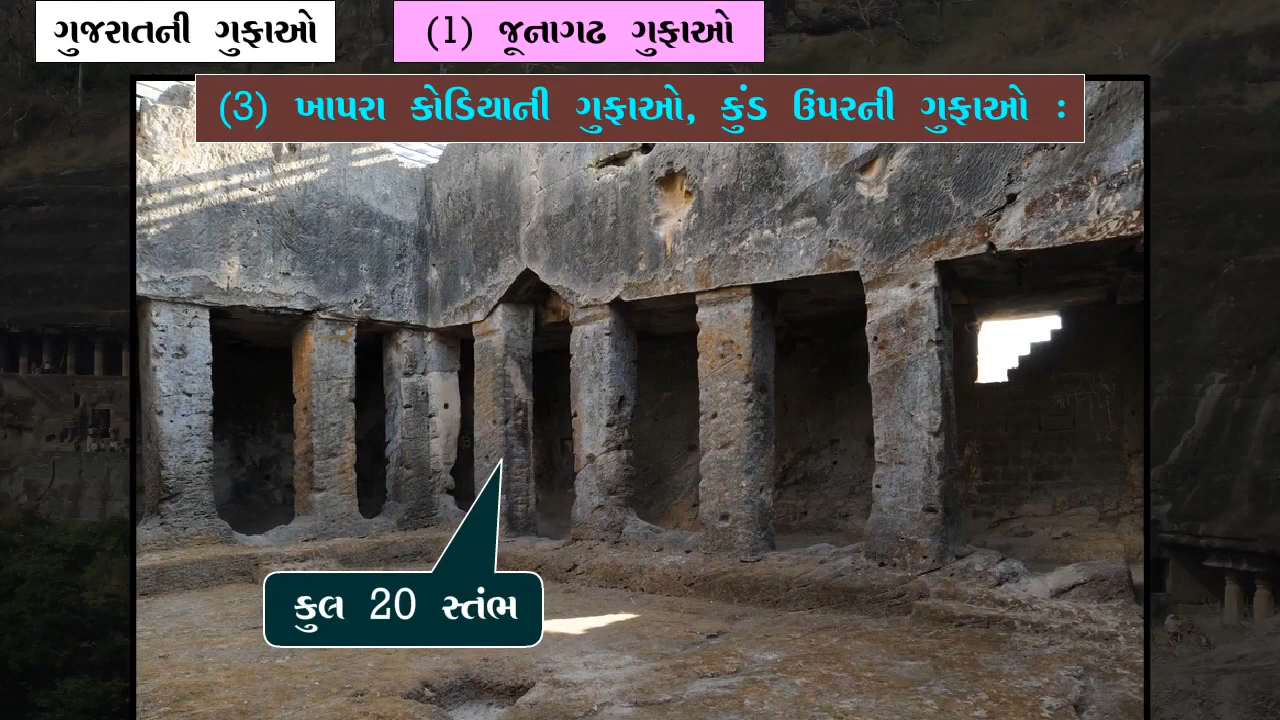 ગુજરાતની ગુફાઓ
(1) જૂનાગઢ ગુફાઓ
(3) ખાપરા કોડિયાની ગુફાઓ, કુંડ ઉપરની ગુફાઓ :
કુલ 20 સ્તંભ